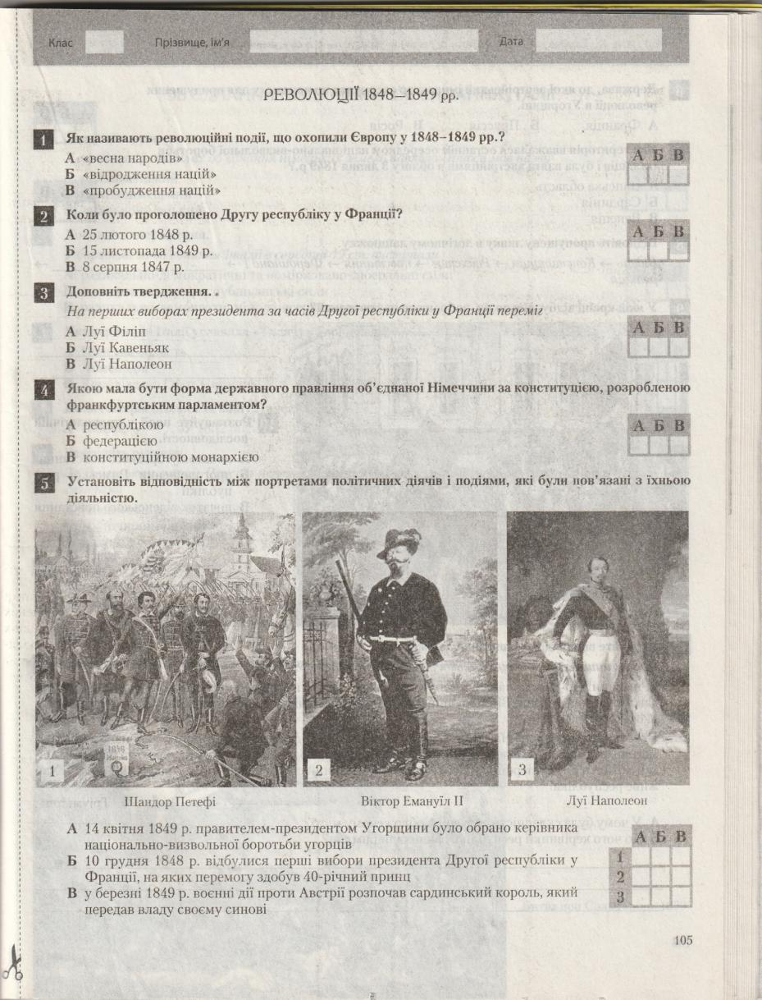 Клас
Прізвище, ім'я
Дата
РЕВОЛЮЦІЇ 1848–1849 рр.
1 Як називають революційні події, що охопили Європу у 1848–1849 рр.?
А «весна народів»
Б «відродження націй»
В «пробудження націй»
А Б В
2 Коли було проголошено Другу республіку у Франції?
А 25 лютого 1848 р.
Б 15 листопада 1849 р.
В 8 серпня 1847 р.
А Б В
3 Доповніть твердження.
На перших виборах президента за часів Другої республіки у Франції переміг
А Луї Філіп
Б Луї Кавеньяк
В Луї Наполеон
А Б В
4 Якою мала бути форма державного правління об'єднаної Німеччини за конституцією, розробленою
франкфуртським парламентом?
А республікою
Б федерацією
В конституційною монархією
А Б В
5 Установіть відповідність між портретами політичних діячів і подіями, які були пов'язані з їхньою
діяльністю.
1848
1
2
3
Шандор Петефі
Віктор Емануїл ІІ
Луї Наполеон
А 14 квітня 1849 р. правителем-президентом Угорщини було обрано керівника
національно-визвольної боротьби угорців
Б 10 грудня 1848 р. відбулися перші вибори президента Другої республіки у
Франції, на яких перемогу здобув 40-річний принц
В у березні 1849 р. воєнні дії проти Австрії розпочав сардинський король, який
передав владу своєму синові
А Б В
1
2
3
105